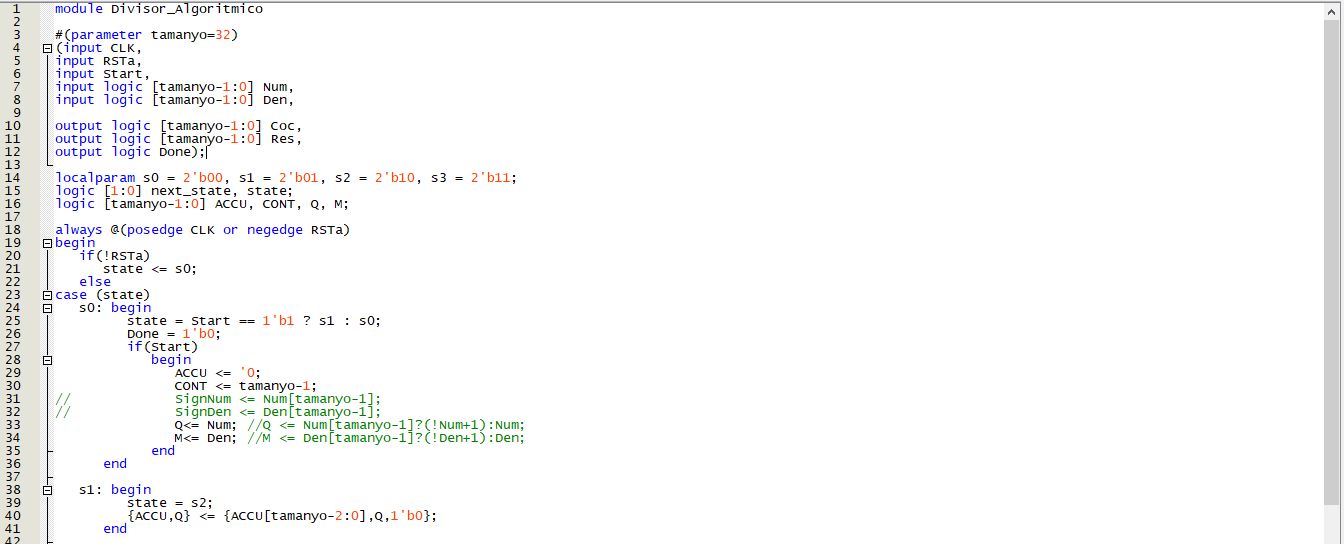 1 module Divisor_Algoritmico
2
3 #(parameter tamanyo=32)
4 (input CLK,
5 input RSTa,
6 input Start,
7 input logic [tamanyo-1:0] Num,
8 input logic [tamanyo-1:0] Den,
9
10 output logic [tamanyo-1:0] Coc,
11 output logic [tamanyo-1:0] Res,
12 output logic Done);
13
14 localparam s0 = 2'b00, s1 = 2'b01, s2 = 2'b10, s3 = 2'b11;
15 logic [1:0] next_state, state;
16 logic [tamanyo-1:0] ACCU, CONT, Q, M;
17
18 always @(posedge CLK or negedge RSTa)
19 begin
20 if(!RSTa)
21 state <= s0;
22 else
23 case (state)
24 s0: begin
25 state = Start == 1'b1 ? s1 : s0;
26 Done = 1'b0;
27 if(Start)
28 begin
29 ACCU <= '0;
30 CONT <= tamanyo-1;
31 // SignNum <= Num[tamanyo-1];
32 // SignDen <= Den[tamanyo-1];
33 Q<= Num; //Q <= Num[tamanyo-1]?(!Num+1):Num;
34 M<= Den; //M <= Den[tamanyo-1]?(!Den+1):Den;
35 end
36 end
37
38 s1: begin
39 state = s2;
40 {ACCU,Q} <= {ACCU[tamanyo-2:0],Q,1'b0};
41 end
42